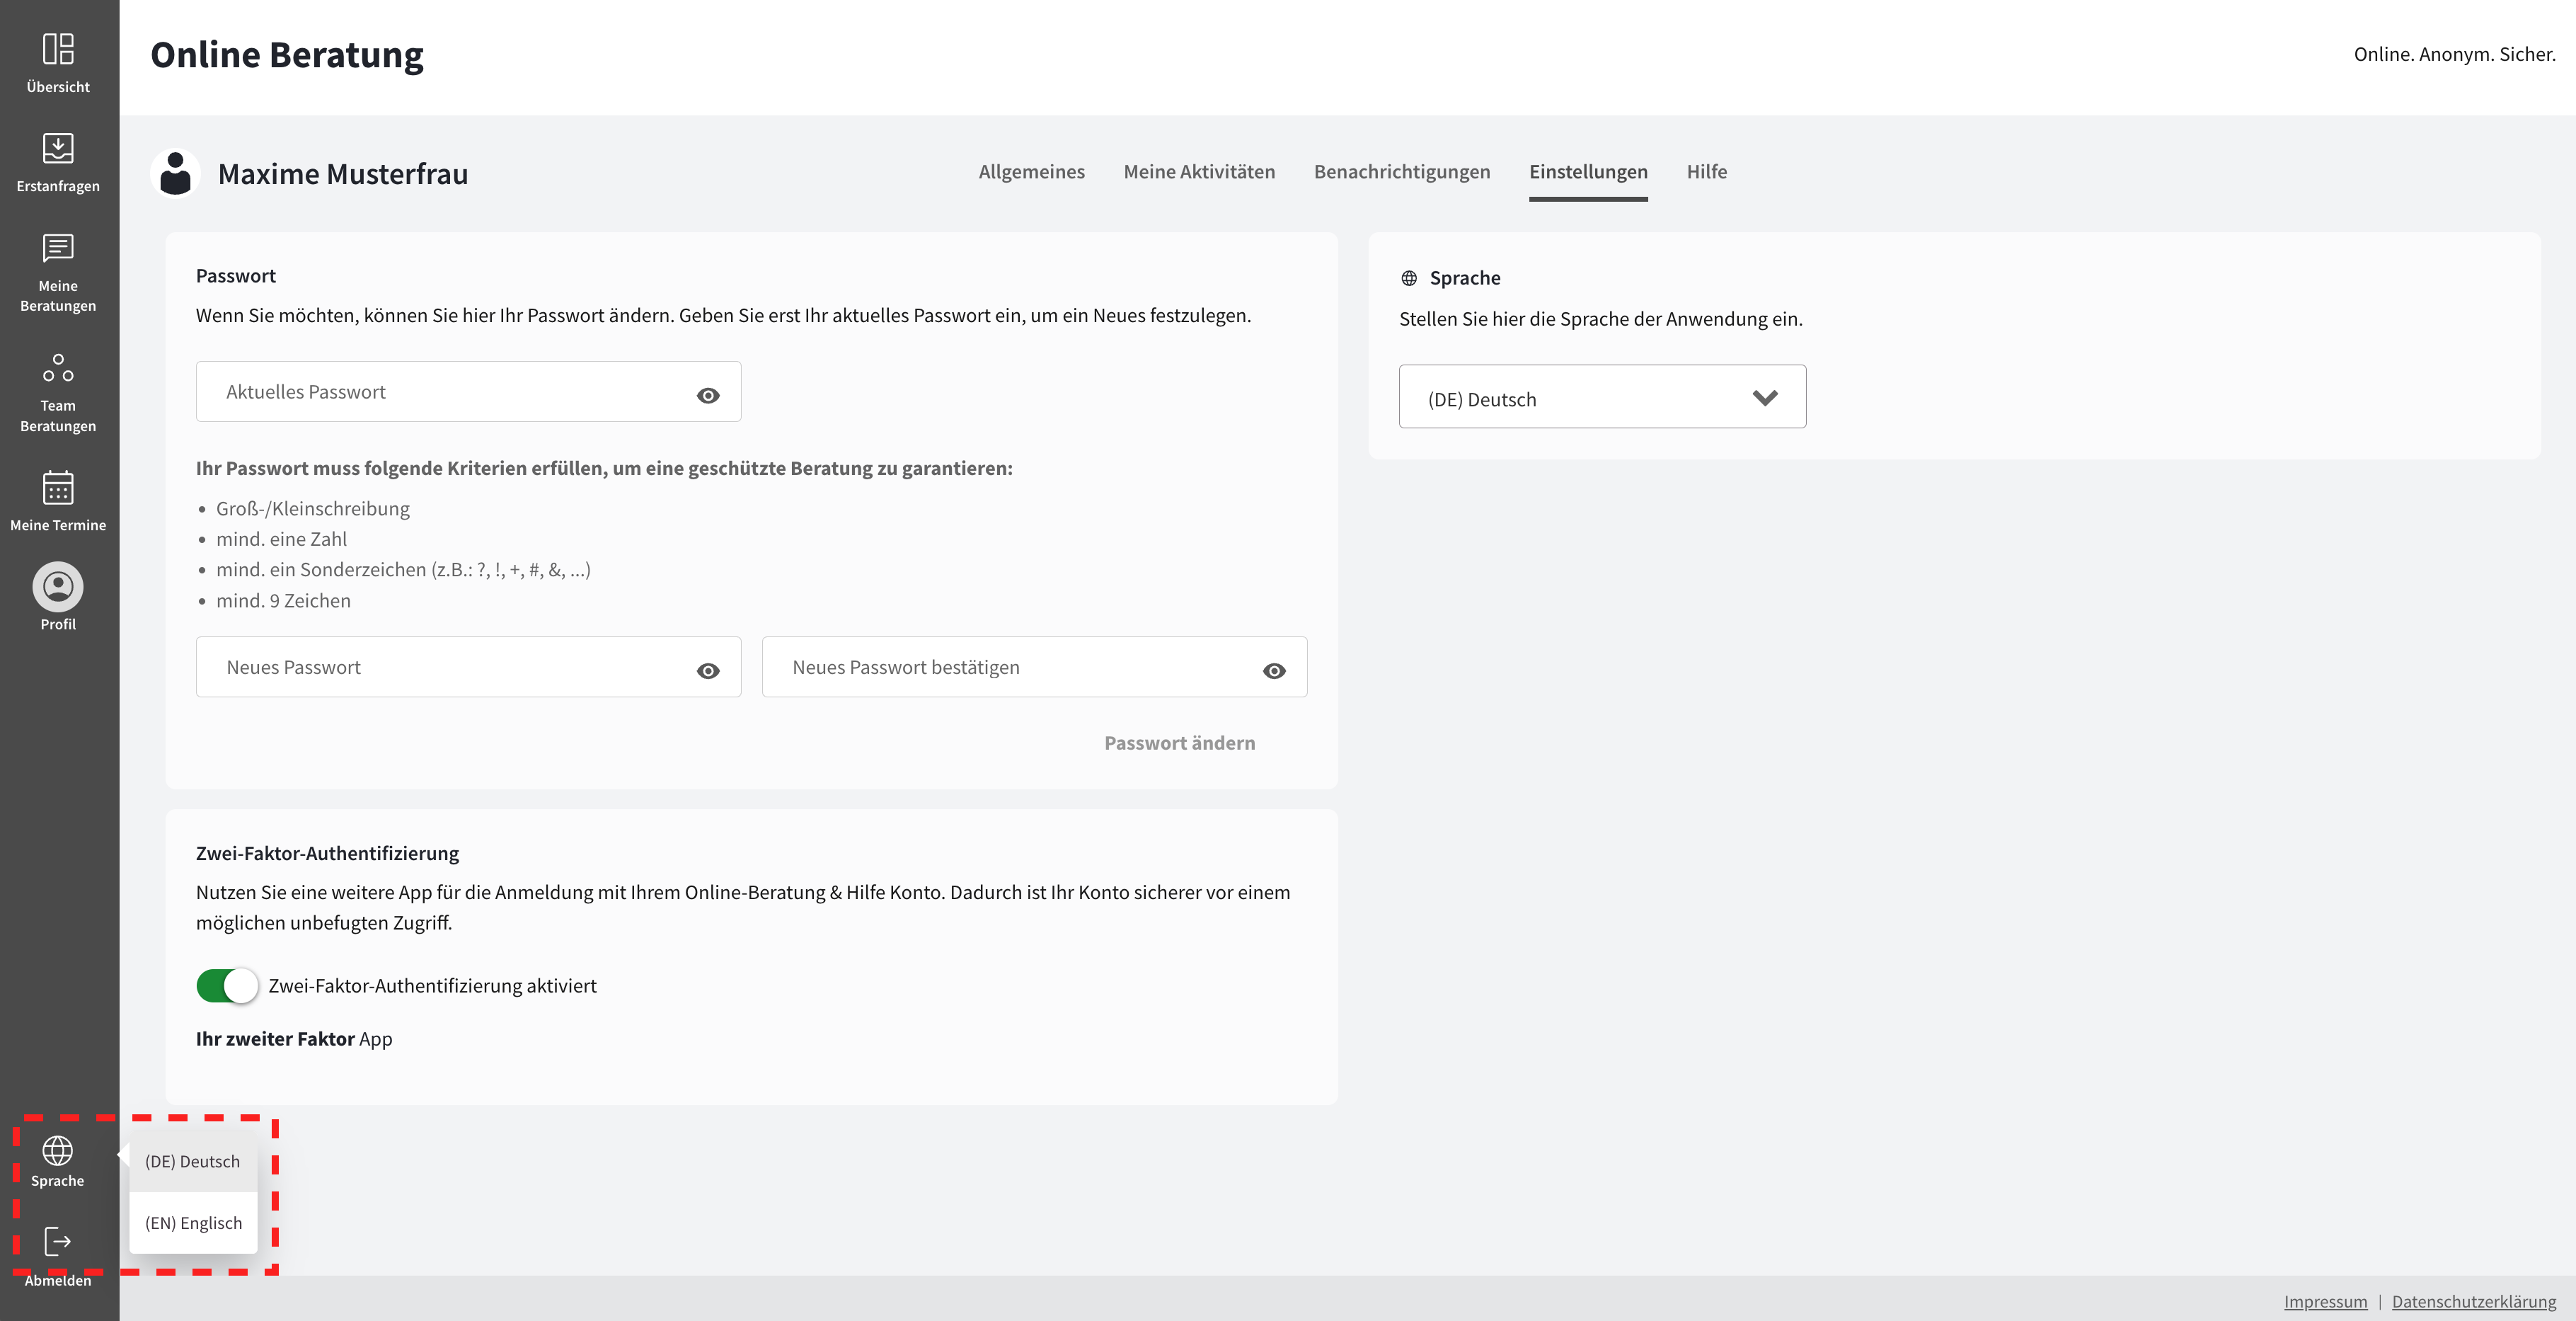 Übersicht
Erstanfragen
Meine
Beratungen
Team
Beratungen
Meine Termine
Profil
Sprache
Abmelden
Online Beratung
Online. Anonym. Sicher.
Maxime Musterfrau
Allgemeines
Meine Aktivitäten
Benachrichtigungen
Einstellungen
Hilfe
Passwort
Wenn Sie möchten, können Sie hier Ihr Passwort ändern. Geben Sie erst Ihr aktuelles Passwort ein, um ein Neues festzulegen.
Aktuelles Passwort
Ihr Passwort muss folgende Kriterien erfüllen, um eine geschützte Beratung zu garantieren:
• Groß-/Kleinschreibung
• mind. eine Zahl
• mind. ein Sonderzeichen (z.B.: ?, !, +, #, &, ...)
• mind. 9 Zeichen
Neues Passwort
Neues Passwort bestätigen
Passwort ändern
Zwei-Faktor-Authentifizierung
Nutzen Sie eine weitere App für die Anmeldung mit Ihrem Online-Beratung & Hilfe Konto. Dadurch ist Ihr Konto sicherer vor einem
möglichen unbefugten Zugriff.
Zwei-Faktor-Authentifizierung aktiviert
Ihr zweiter Faktor App
Sprache
Stellen Sie hier die Sprache der Anwendung ein.
(DE) Deutsch
(DE) Deutsch
(EN) Englisch
Impressum | Datenschutzerklärung